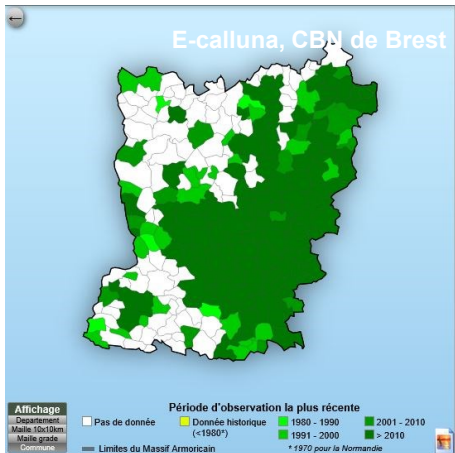 E-calluna, CBN de Brest
Affichage
Departement
Maille 10x10km
Maille grade
Commune
Période d'observation la plus récente
Pas de donnée
Donnée historique
(<1980*)
1980 - 1990
1991 - 2000
2001 - 2010
> 2010
Limites du Massif Armoricain
* 1970 pour la Normandie